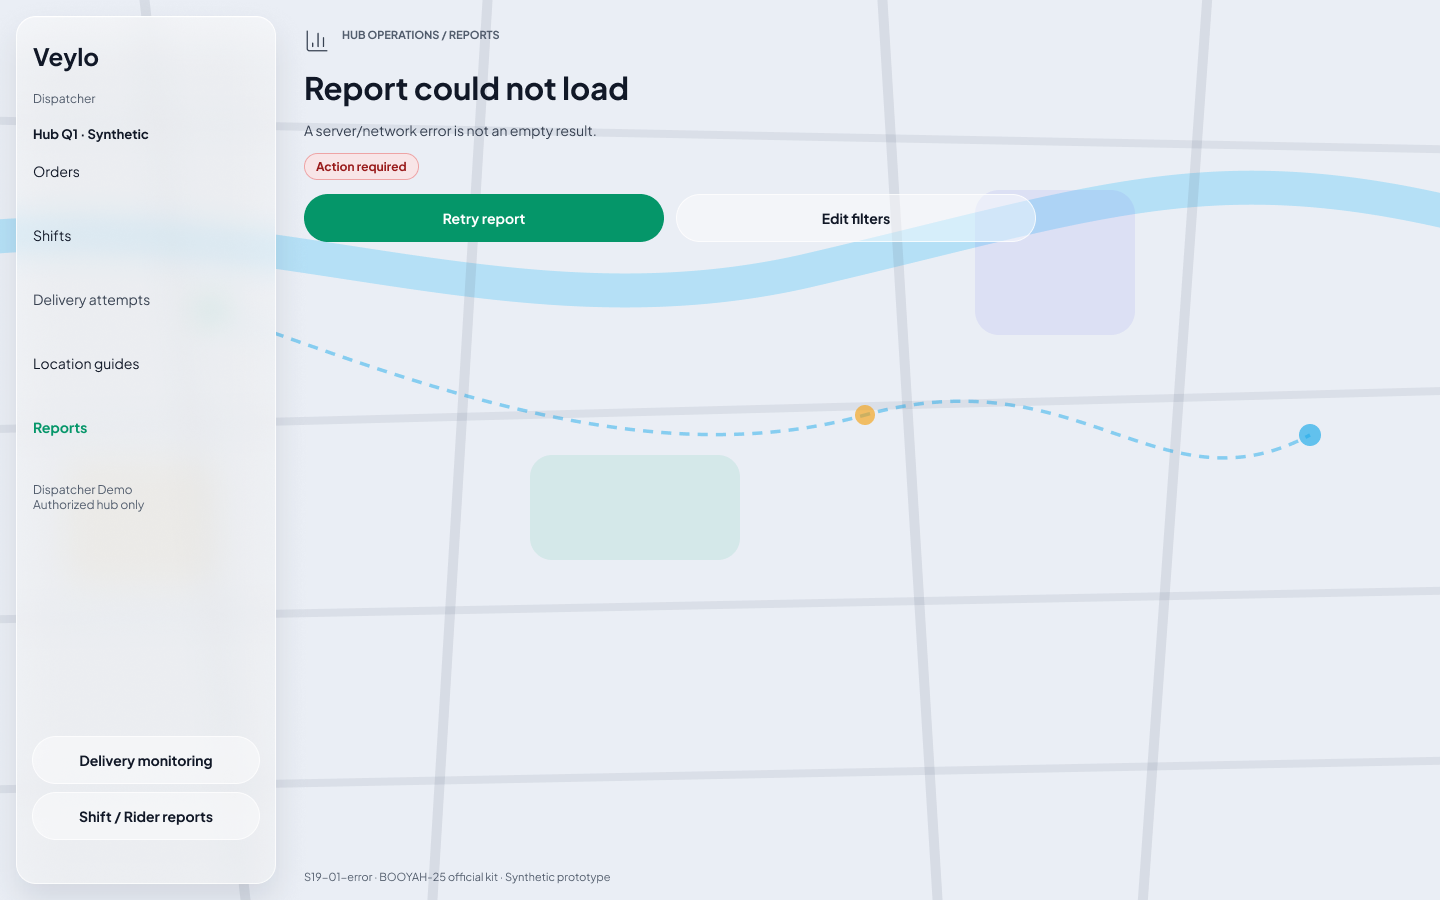 Veylo
Dispatcher
Hub Q1 · Synthetic
Orders
Shifts
Delivery attempts
Location guides
Reports
Dispatcher Demo
Authorized hub only
Delivery monitoring
Shift / Rider reports
HUB OPERATIONS / REPORTS
Report could not load
A server/network error is not an empty result.
Action required
Retry report
Edit filters
S19-01-error · BOOYAH-25 official kit · Synthetic prototype